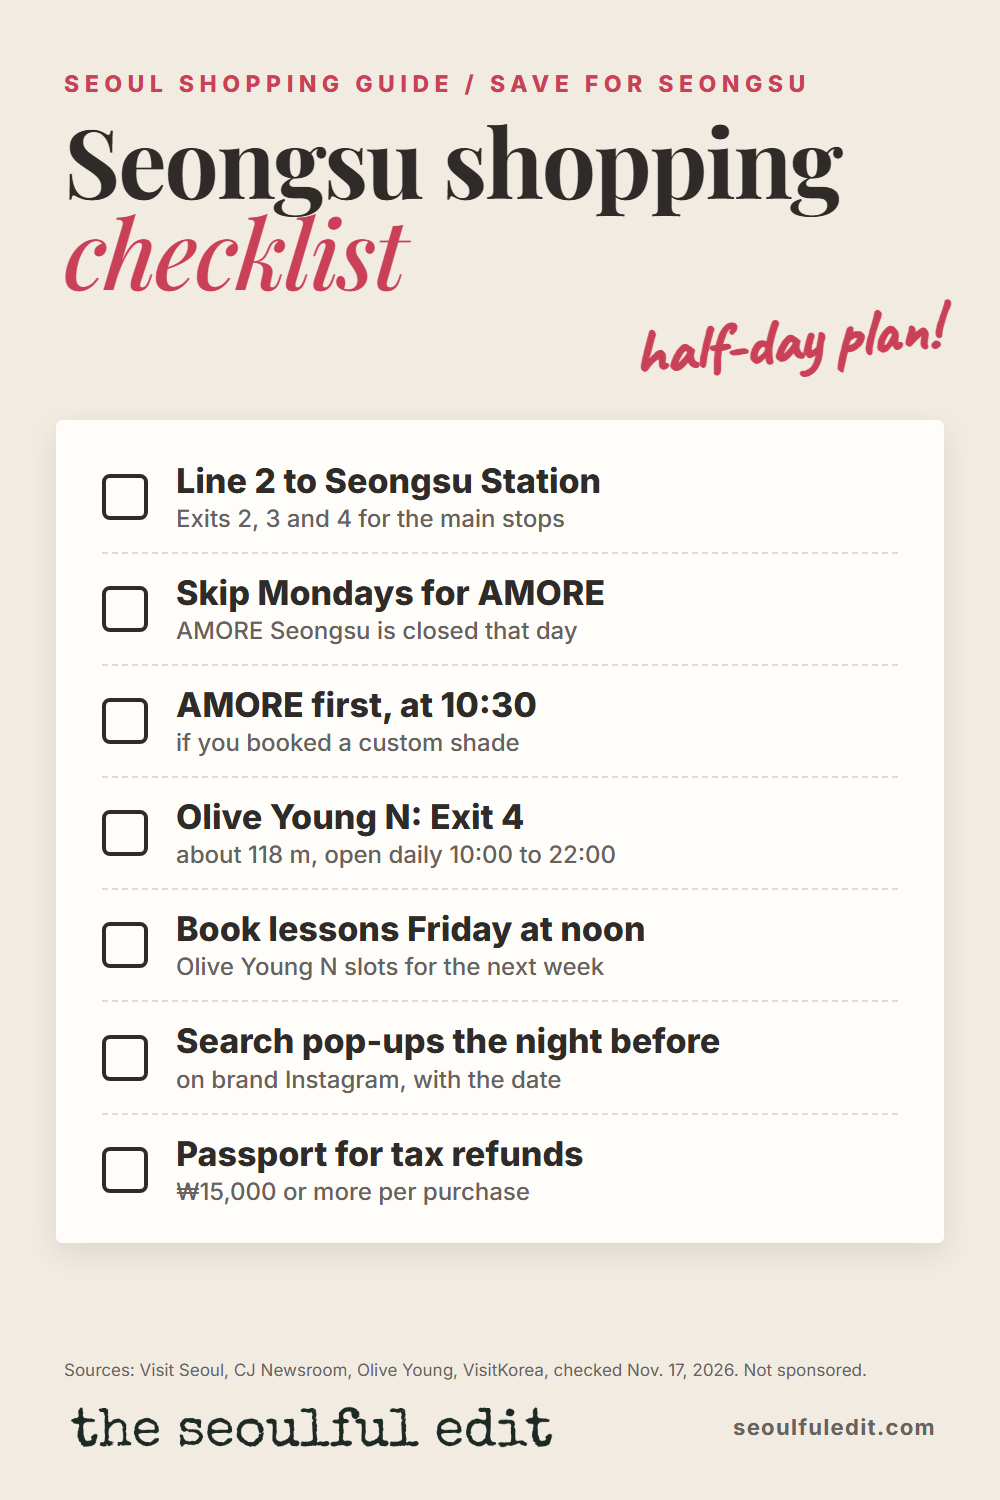 SEOUL SHOPPING GUIDE / SAVE FOR SEONGSU
Seongsu shopping
checklist
half-day plan!
Line 2 to Seongsu Station
Exits 2, 3 and 4 for the main stops
Skip Mondays for AMORE
AMORE Seongsu is closed that day
AMORE first, at 10:30
if you booked a custom shade
Olive Young N: Exit 4
about 118 m, open daily 10:00 to 22:00
Book lessons Friday at noon
Olive Young N slots for the next week
Search pop-ups the night before
on brand Instagram, with the date
Passport for tax refunds
₩15,000 or more per purchase
Sources: Visit Seoul, CJ Newsroom, Olive Young, VisitKorea, checked Nov. 17, 2026. Not sponsored.
the seoulful edit
seoulfuledit.com